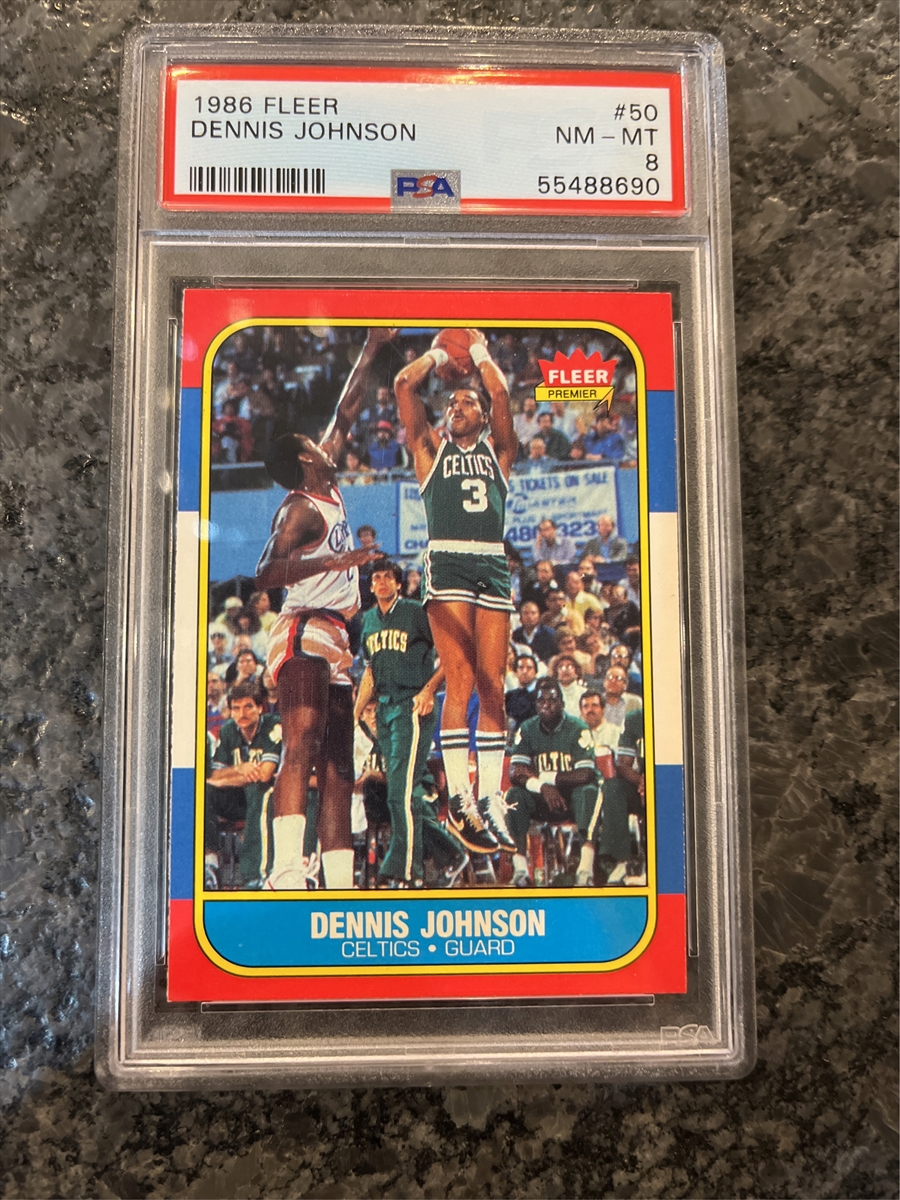 1986 FLEER #50
DENNIS JOHNSON NM – MT
8
PSA 55488690
FLEER
PREMIER
CELTICS
3
S TICKETS ON SALE
CELTICS
DENNIS JOHNSON
CELTICS • GUARD
PSA